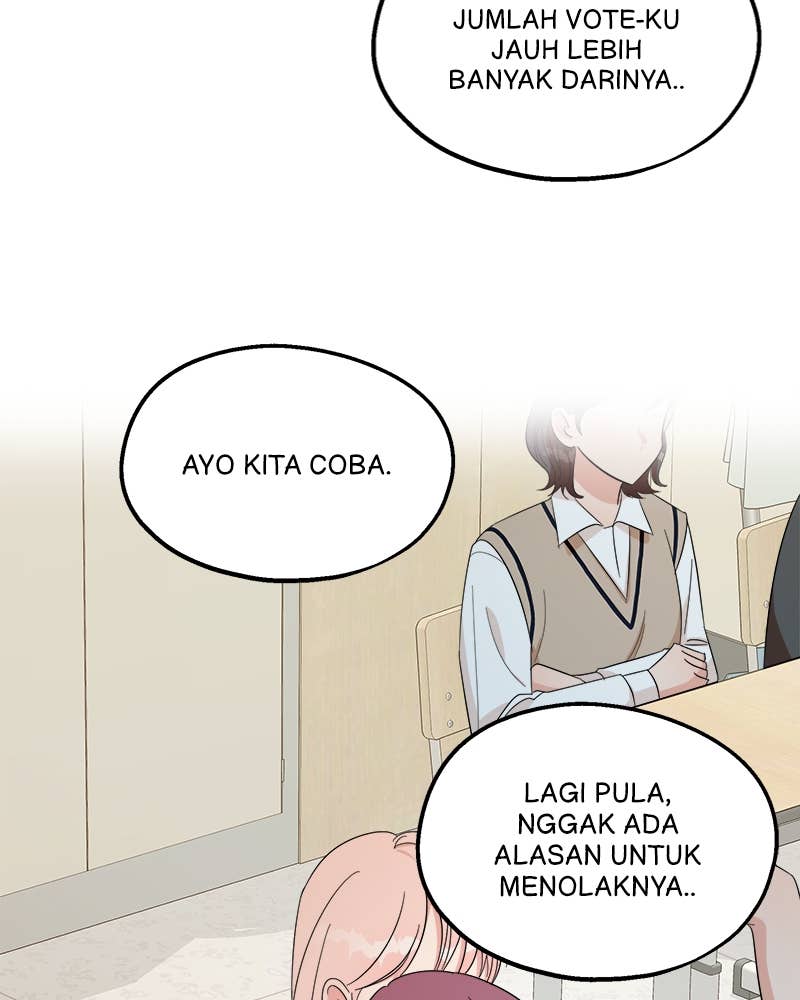 JUMLAH VOTE-KU
JAUH LEBIH
BANYAK DARINYA..
AYO KITA COBA.
LAGI PULA,
NGGAK ADA
ALASAN UNTUK
MENOLAKNYA..